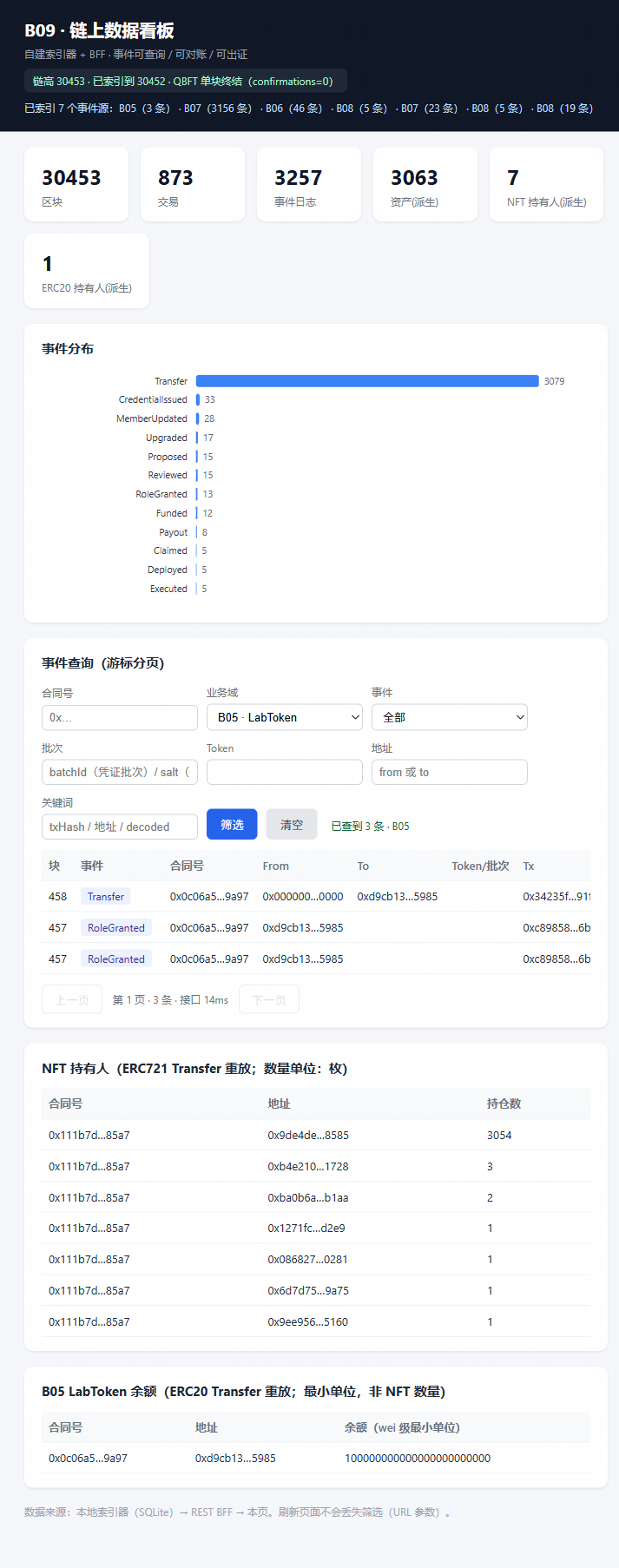 B09 · 链上数据看板
自建索引器 + BFF · 事件可查询 / 可对账 / 可出证
链高 30453 · 已索引到 30452 · QBFT 单块终结（confirmations=0）
已索引 7 个事件源：B05（3 条） · B07（3156 条） · B06（46 条） · B08（5 条） · B07（23 条） · B08（5 条） · B08（19 条）
30453 873 3257 3063 7
区块 交易 事件日志 资产(派生) NFT 持有人(派生)
1
ERC20 持有人(派生)
事件分布
Transfer 3079
CredentialIssued 33
MemberUpdated 28
Upgraded 17
Proposed 15
Reviewed 15
RoleGranted 13
Funded 12
Payout 8
Claimed 5
Deployed 5
Executed 5
事件查询（游标分页）
合同号 业务域 事件
0x... B05 · LabToken 全部
批次 Token 地址
batchId（凭证批次）/ salt（ from 或 to
关键词
txHash / 地址 / decoded 筛选 清空 已查到 3 条 · B05
块 事件 合同号 From To Token/批次 Tx
458 Transfer 0x0c06a5…9a97 0x000000…0000 0xd9cb13…5985 0x34235f…91f
457 RoleGranted 0x0c06a5…9a97 0xd9cb13…5985 0xc89858…6b
457 RoleGranted 0x0c06a5…9a97 0xd9cb13…5985 0xc89858…6b
上一页 第 1 页 · 3 条 · 接口 14ms 下一页
NFT 持有人（ERC721 Transfer 重放；数量单位：枚）
合同号 地址 持仓数
0x111b7d…85a7 0x9de4de…8585 3054
0x111b7d…85a7 0xb4e210…1728 3
0x111b7d…85a7 0xba0b6a…b1aa 2
0x111b7d…85a7 0x1271fc…d2e9 1
0x111b7d…85a7 0x086827…0281 1
0x111b7d…85a7 0x6d7d75…9a75 1
0x111b7d…85a7 0x9ee956…5160 1
B05 LabToken 余额（ERC20 Transfer 重放；最小单位，非 NFT 数量）
合同号 地址 余额（wei 级最小单位）
0x0c06a5…9a97 0xd9cb13…5985 1000000000000000000000000
数据来源：本地索引器（SQLite）→ REST BFF → 本页。刷新页面不会丢失筛选（URL 参数）。